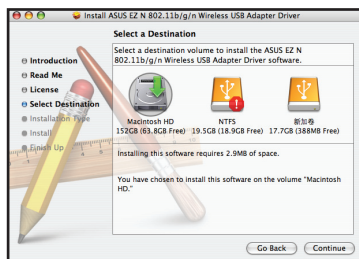 Install ASUS EZ N 802.11b/g/n Wireless USB Adapter Driver
Select a Destination
Introduction
Read Me
License
Select Destination
Installation Type
Install
Finish Up
Select a destination volume to install the ASUS EZ N
802.11b/g/n Wireless USB Adapter Driver software.
Macintosh HD
152GB (63.8GB Free)
NTFS
19.5GB (18.9GB Free)
新加卷
17.7GB (388MB Free)
Installing this software requires 2.9MB of space.
You have chosen to install this software on the volume "Macintosh
HD."
Go Back
Continue